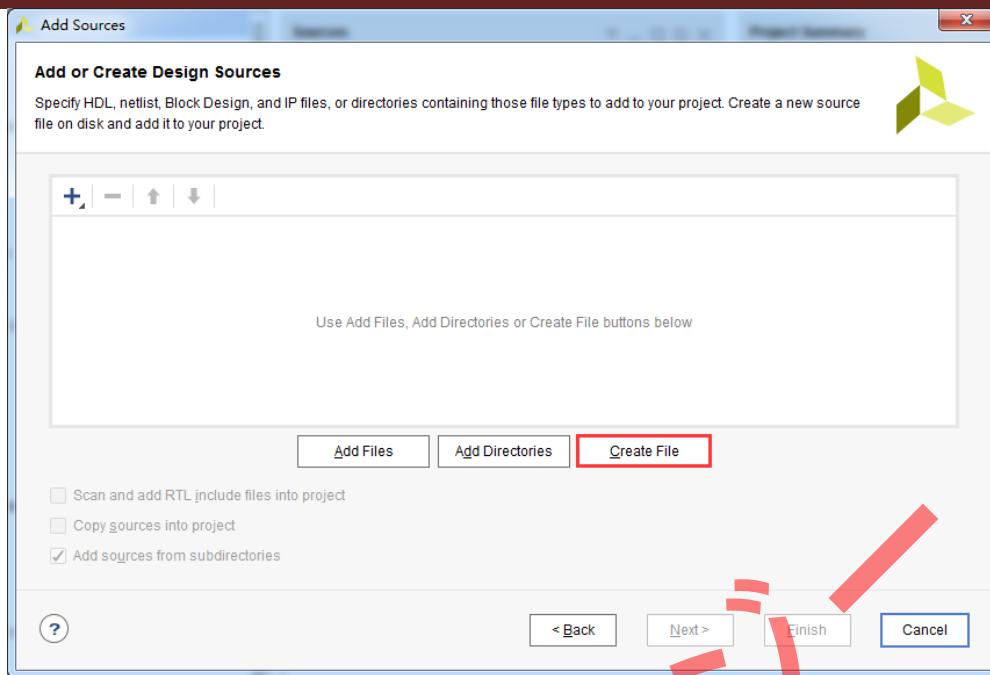 Add Sources
Sources
Project Summary
Add or Create Design Sources
Specify HDL, netlist, Block Design, and IP files, or directories containing those file types to add to your project. Create a new source
file on disk and add it to your project.
Use Add Files, Add Directories or Create File buttons below
Add Files
Add Directories
Create File
Scan and add RTL include files into project
Copy sources into project
Add sources from subdirectories
?
< Back
Next >
Finish
Cancel